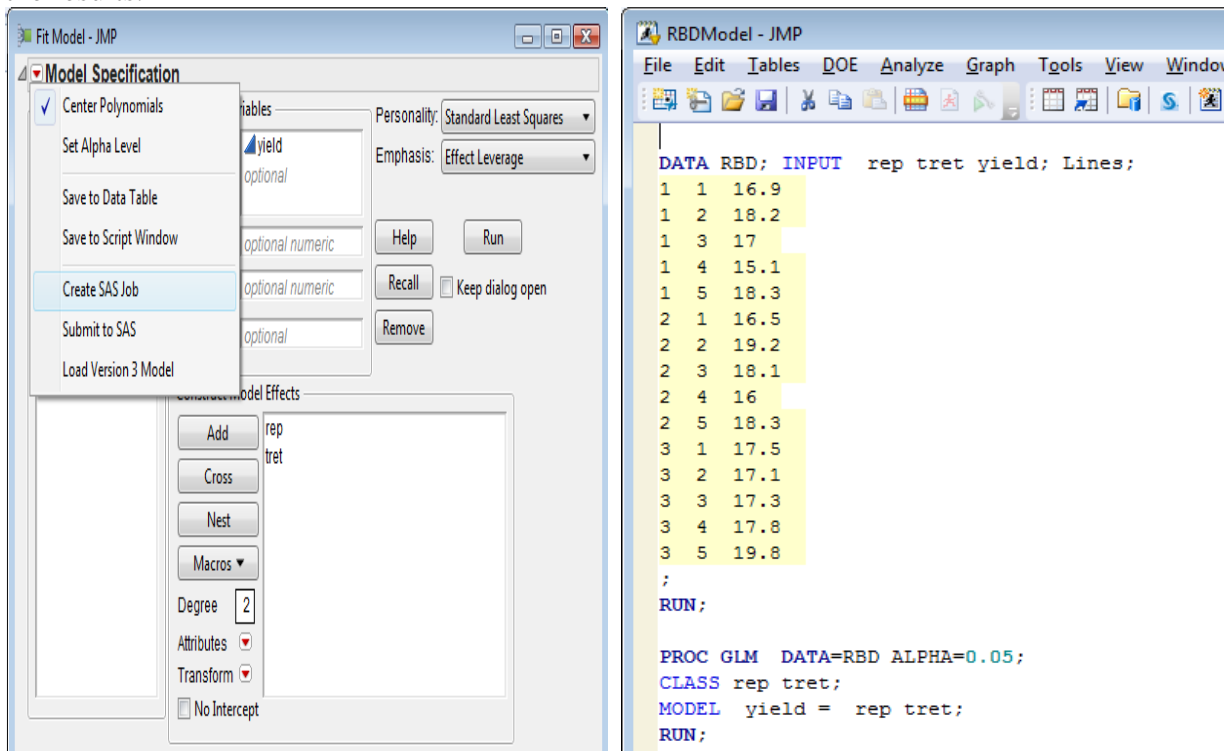 Fit Model - JMP
Model Specification
Center Polynomials
Set Alpha Level
Save to Data Table
Save to Script Window
Create SAS Job
Submit to SAS
Load Version 3 Model
yield
optional
optional numeric
optional numeric
optional
Personality: Standard Least Squares
Emphasis: Effect Leverage
Help
Run
Recall
Keep dialog open
Remove
Construct Model Effects
Add
Cross
Nest
Macros
Degree 2
Attributes
Transform
No Intercept
rep
tret
RBDModel - JMP
File Edit Tables DOE Analyze Graph Tools View Window
DATA RBD; INPUT rep tret yield; Lines;
1 1 16.9
1 2 18.2
1 3 17
1 4 15.1
1 5 18.3
2 1 16.5
2 2 19.2
2 3 18.1
2 4 16
2 5 18.3
3 1 17.5
3 2 17.1
3 3 17.3
3 4 17.8
3 5 19.8
;
RUN;
PROC GLM DATA=RBD ALPHA=0.05;
CLASS rep tret;
MODEL yield = rep tret;
RUN;